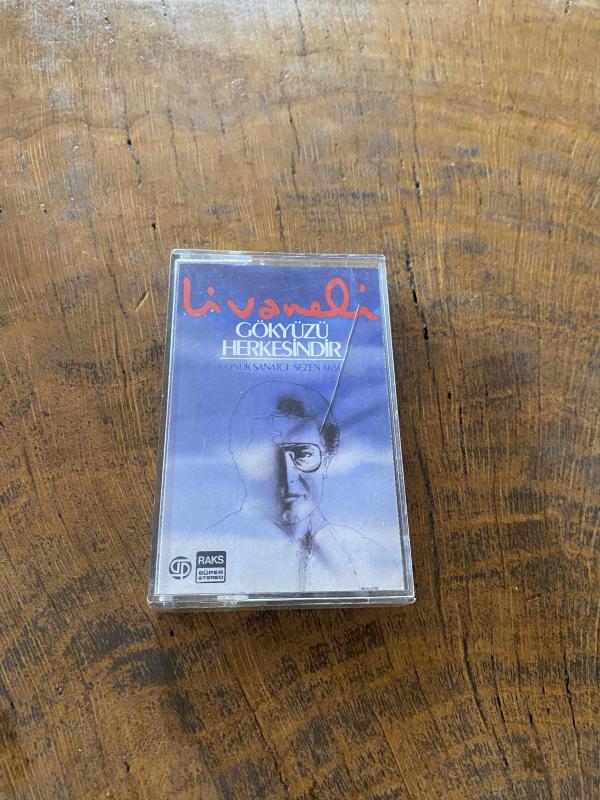 Livaneli
GÖKYÜZÜ
HERKESİNDİR
KONUK SANATÇI: SEZEN AKSU
RAKS
SÜPER
STEREO